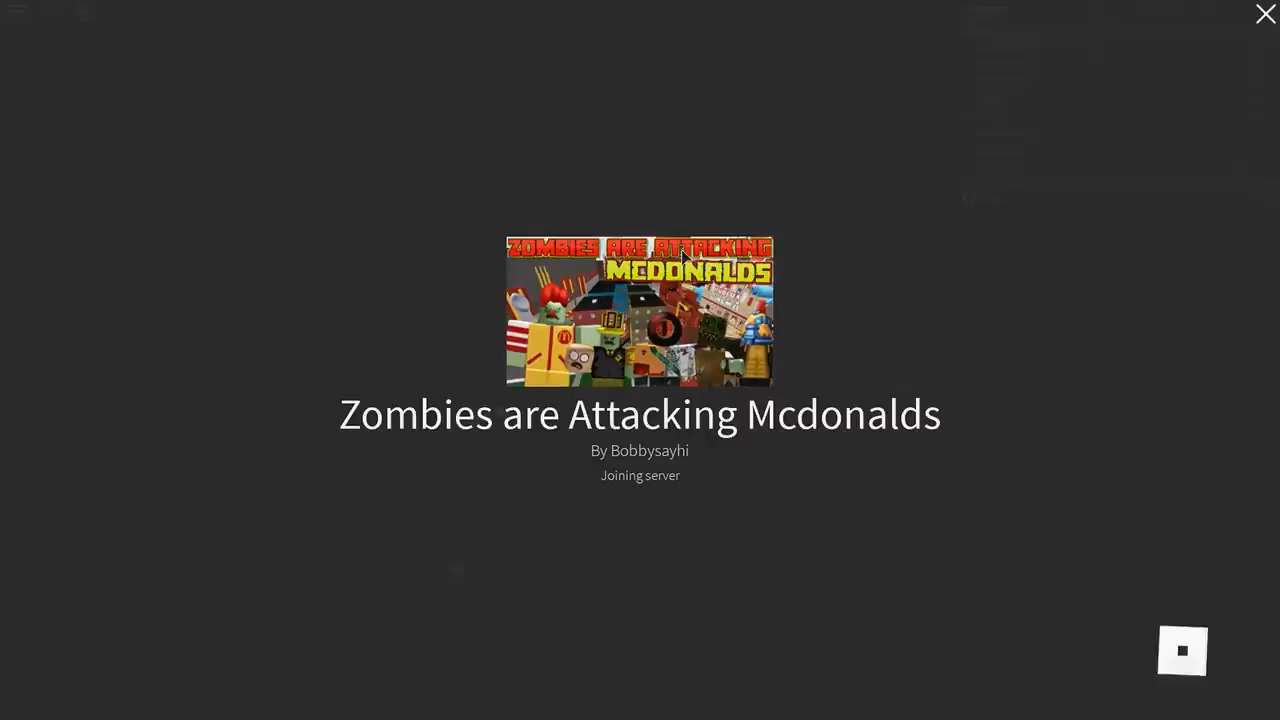 ZOMBIES ARE ATTACKING
MCDONALDS
Zombies are Attacking Mcdonalds
By Bobbysayhi
Joining server